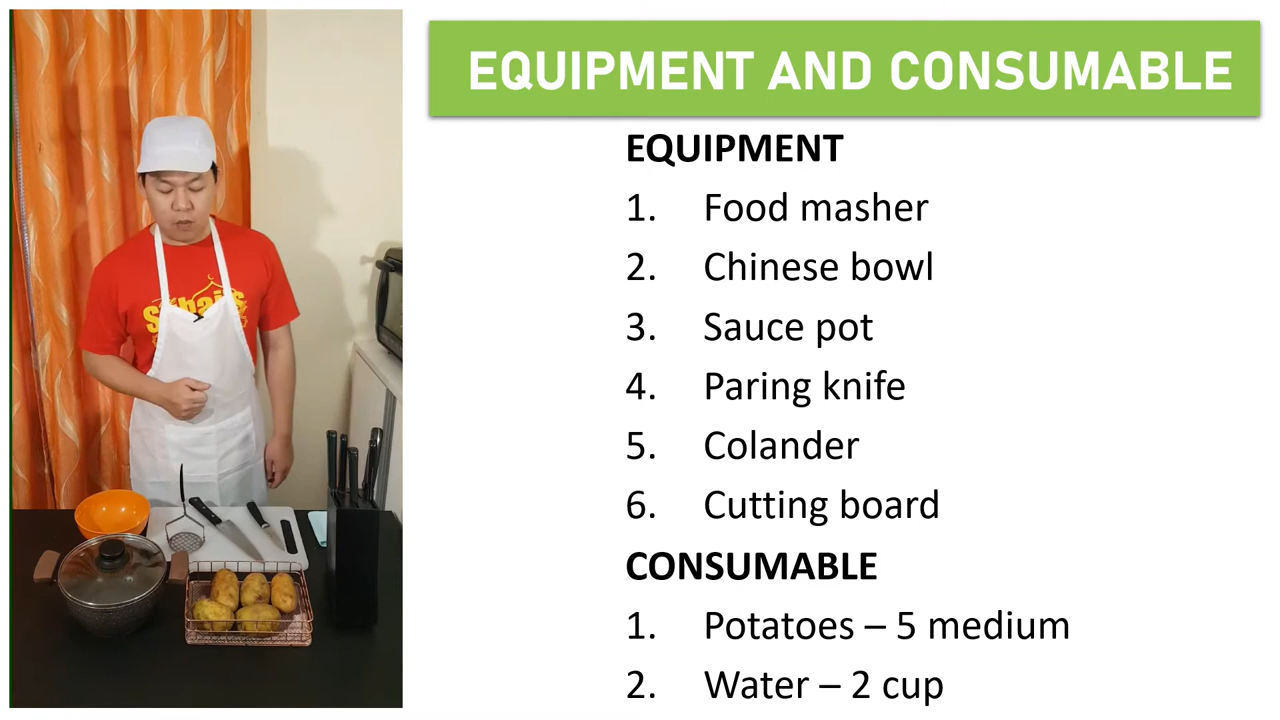 EQUIPMENT AND CONSUMABLE
EQUIPMENT
1. Food masher
2. Chinese bowl
3. Sauce pot
4. Paring knife
5. Colander
6. Cutting board
CONSUMABLE
1. Potatoes – 5 medium
2. Water – 2 cup